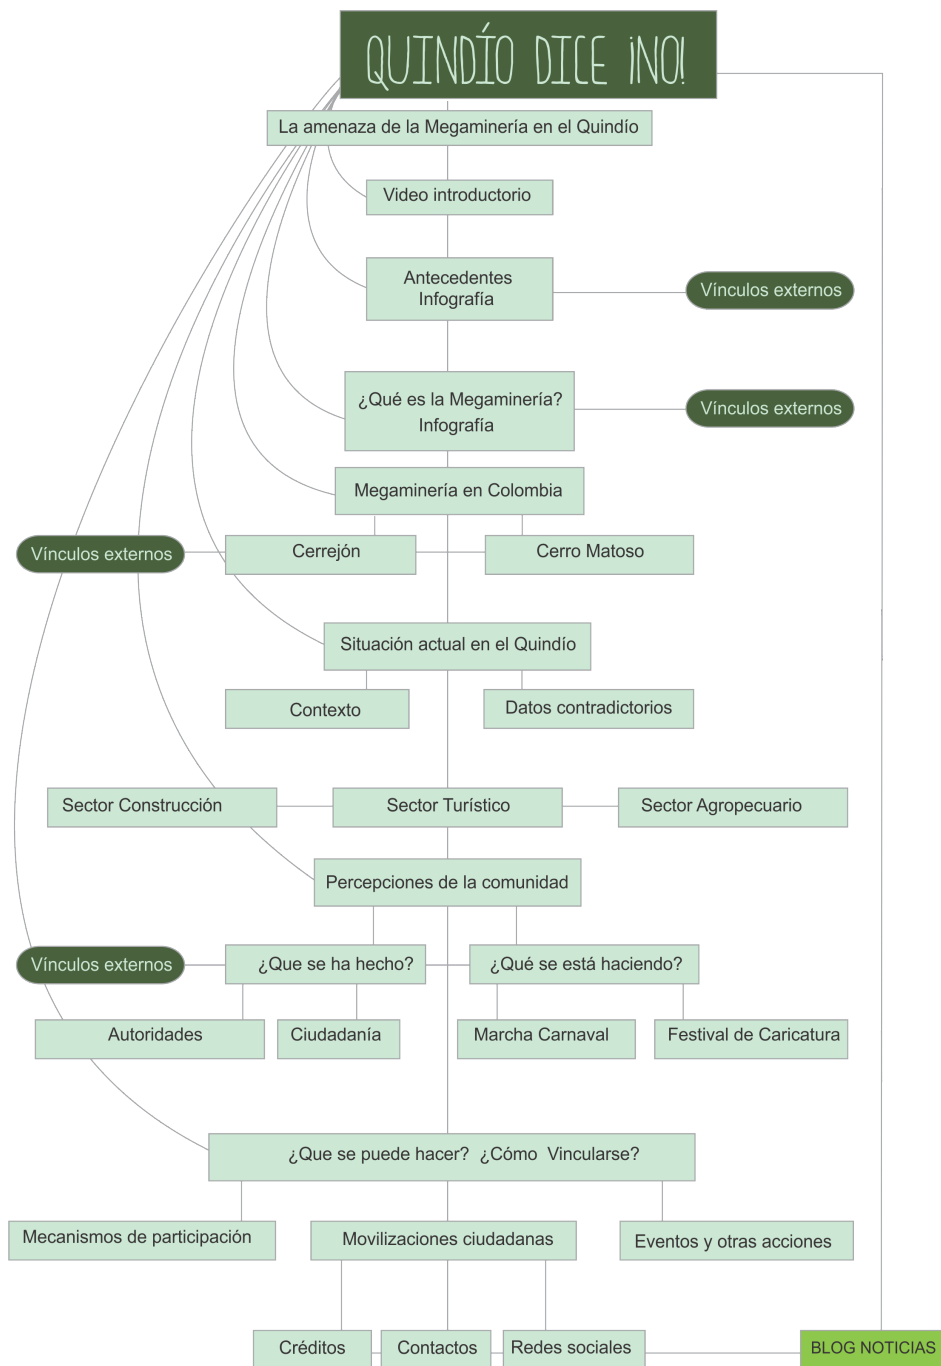 QUINDÍO DICE ¡NO!
La amenaza de la Megaminería en el Quindío
Video introductorio
Antecedentes
Infografía
Vínculos externos
¿Qué es la Megaminería?
Infografía
Vínculos externos
Megaminería en Colombia
Vínculos externos
Cerrejón
Cerro Matoso
Situación actual en el Quindío
Contexto
Datos contradictorios
Sector Construcción
Sector Turístico
Sector Agropecuario
Percepciones de la comunidad
Vínculos externos
¿Que se ha hecho?
¿Qué se está haciendo?
Autoridades
Ciudadanía
Marcha Carnaval
Festival de Caricatura
¿Que se puede hacer? ¿Cómo Vincularse?
Mecanismos de participación
Movilizaciones ciudadanas
Eventos y otras acciones
Créditos
Contactos
Redes sociales
BLOG NOTICIAS